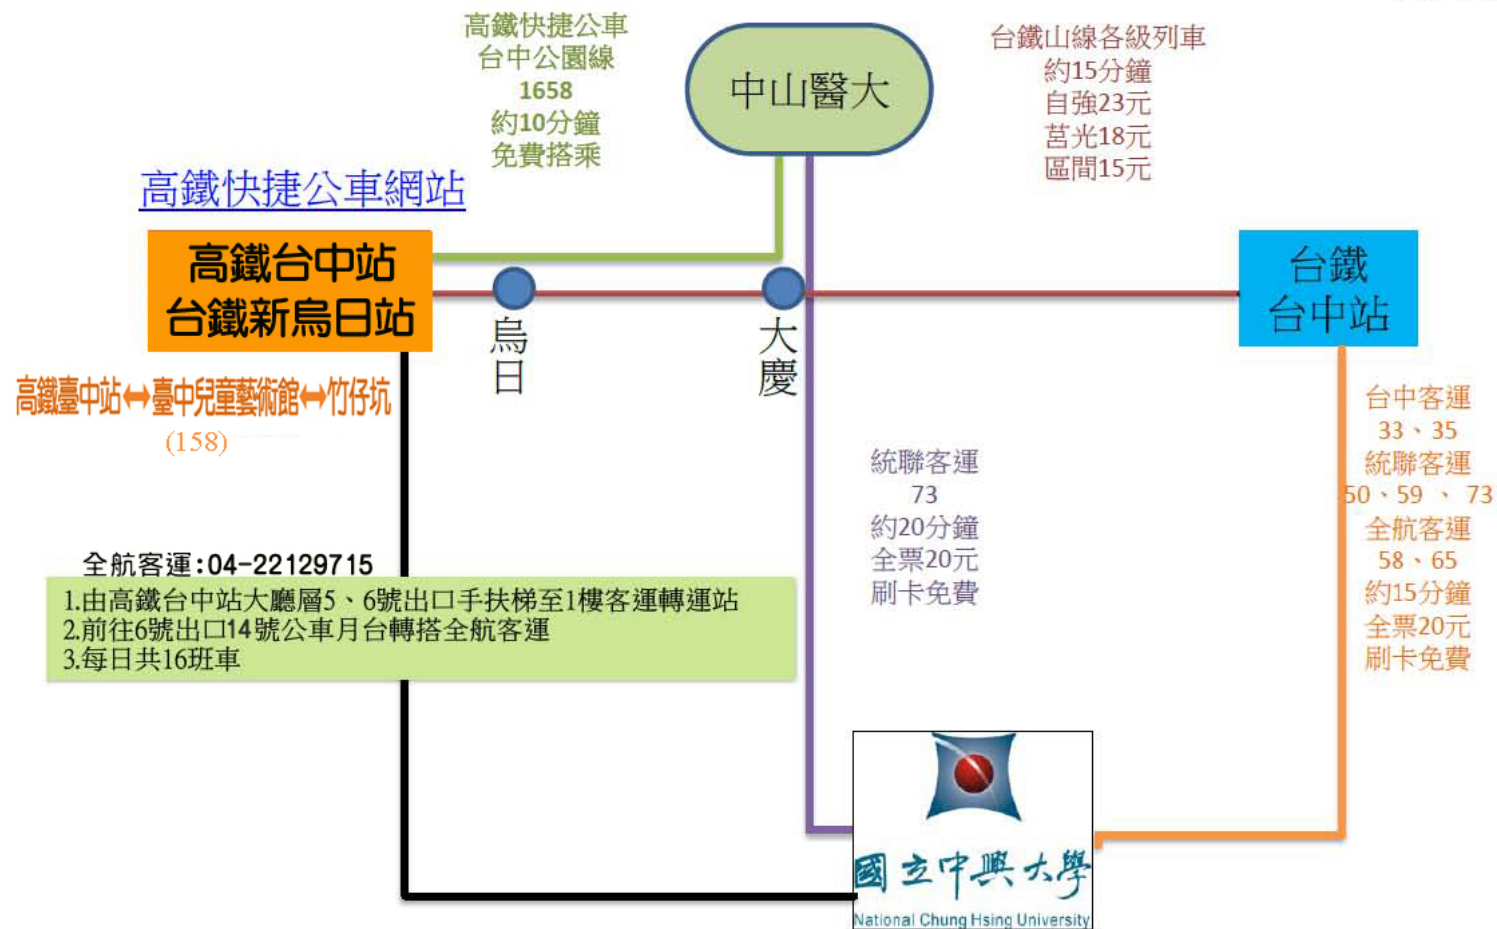 高鐵快捷公車
台中公園線
1658
約10分鐘
免費搭乘
中山醫大
台鐵山線各級列車
約15分鐘
自強23元
莒光18元
區間15元
高鐵快捷公車網站
高鐵台中站
台鐵新烏日站
烏日
大慶
台鐵
台中站
高鐵臺中站↔臺中兒童藝術館↔竹仔坑
(158)
統聯客運
73
約20分鐘
全票20元
刷卡免費
台中客運
33、35
統聯客運
50、59 、 73
全航客運
58、65
約15分鐘
全票20元
刷卡免費
全航客運:04-22129715
1.由高鐵台中站大廳層5、6號出口手扶梯至1樓客運轉運站
2.前往6號出口14號公車月台轉搭全航客運
3.每日共16班車
國立中興大學
National Chung Hsing University